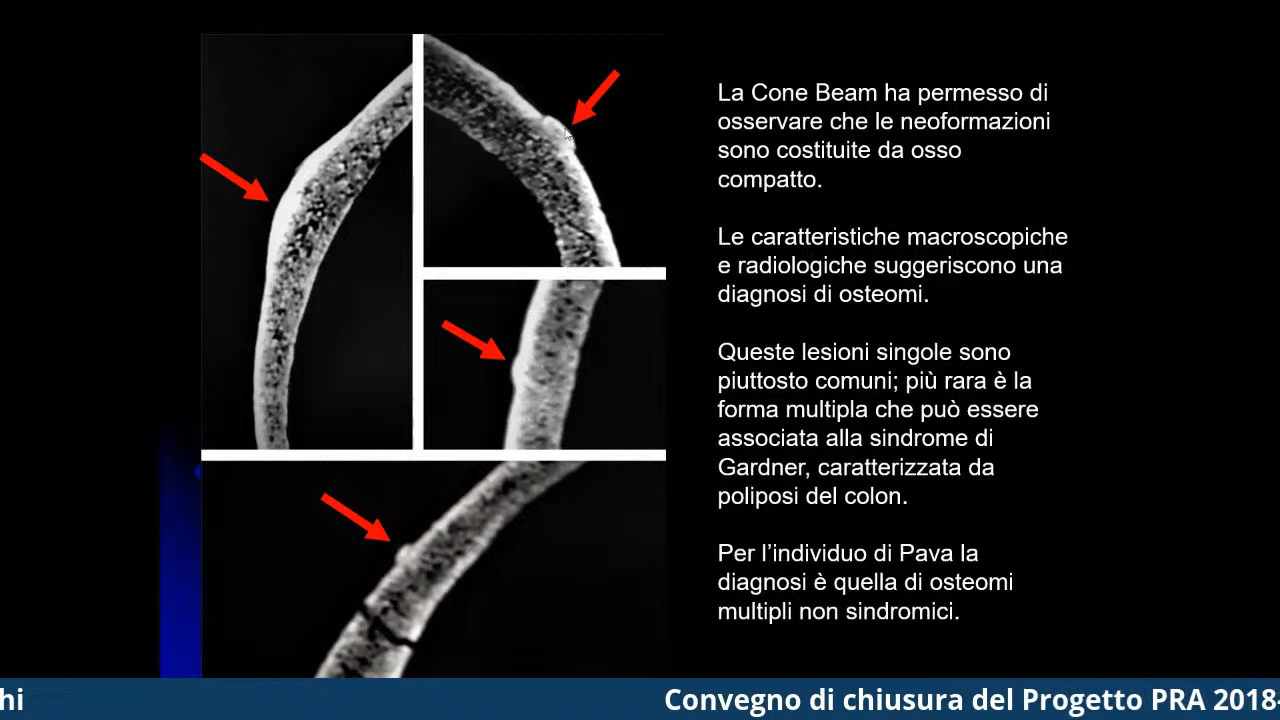 La Cone Beam ha permesso di
osservare che le neoformazioni
sono costituite da osso
compatto.
Le caratteristiche macroscopiche
e radiologiche suggeriscono una
diagnosi di osteomi.
Queste lesioni singole sono
piuttosto comuni; più rara è la
forma multipla che può essere
associata alla sindrome di
Gardner, caratterizzata da
poliposi del colon.
Per l’individuo di Pava la
diagnosi è quella di osteomi
multipli non sindromici.
hi
Convegno di chiusura del Progetto PRA 2018-